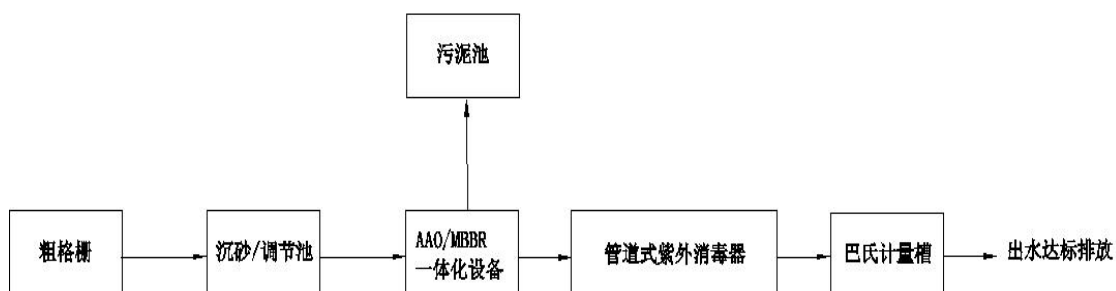 污泥池
粗格栅
沉砂/调节池
AAO/MBBR
一体化设备
管道式紫外消毒器
巴氏计量槽
出水达标排放